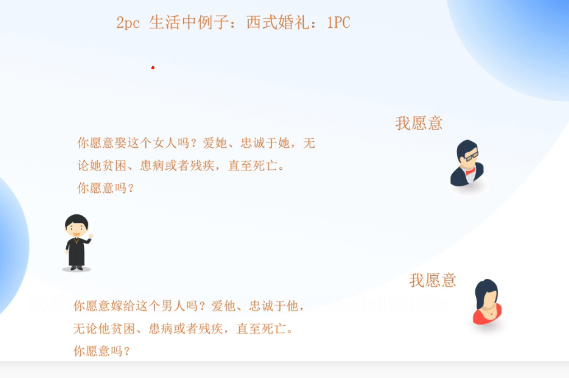 2pc 生活中例子：西式婚礼：1PC
我愿意
你愿意娶这个女人吗？爱她、忠诚于她，无
论她贫困、患病或者残疾，直至死亡。
你愿意吗？
我愿意
你愿意嫁给这个男人吗？爱他、忠诚于他，
无论他贫困、患病或者残疾，直至死亡。
你愿意吗？